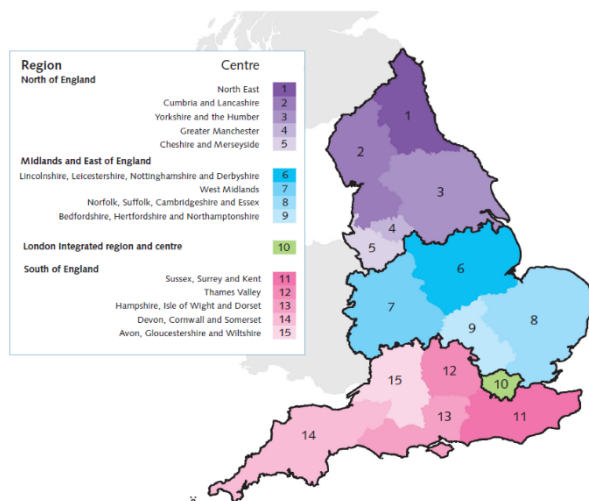 Region Centre
North of England
North East 1
Cumbria and Lancashire 2
Yorkshire and the Humber 3
Greater Manchester 4
Cheshire and Merseyside 5
Midlands and East of England
Lincolnshire, Leicestershire, Nottinghamshire and Derbyshire 6
West Midlands 7
Norfolk, Suffolk, Cambridgeshire and Essex 8
Bedfordshire, Hertfordshire and Northamptonshire 9
London Integrated region and centre 10
South of England
Sussex, Surrey and Kent 11
Thames Valley 12
Hampshire, Isle of Wight and Dorset 13
Devon, Cornwall and Somerset 14
Avon, Gloucestershire and Wiltshire 15
1
2
3
4
5
6
7
8
9
10
11
12
13
14
15